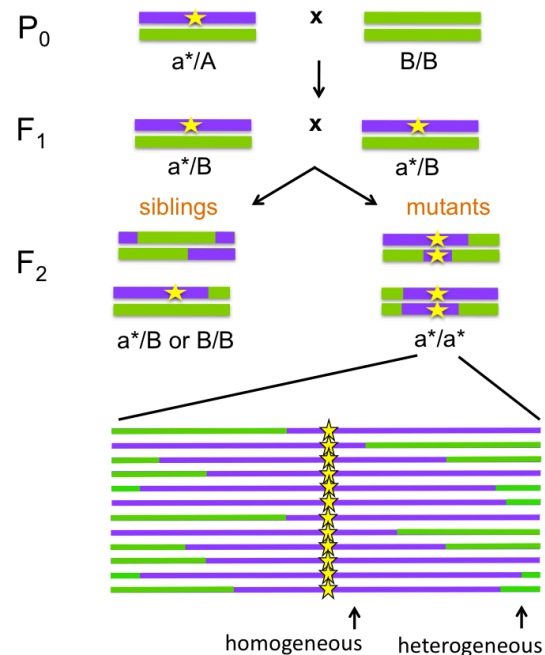 P0 x
a*/A B/B
F1 x
a*/B a*/B
siblings mutants
F2
a*/B or B/B a*/a*
homogeneous heterogeneous